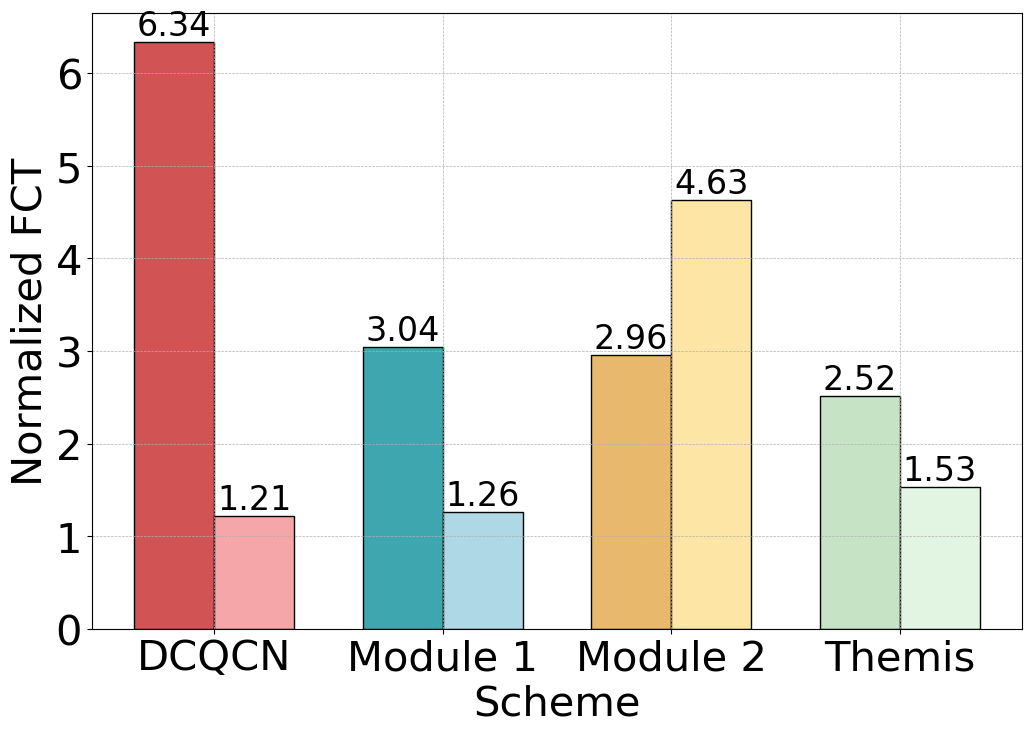 Normalized FCT
6
5
4
3
2
1
0
6.34
1.21
3.04
1.26
2.96
4.63
2.52
1.53
DCQCN
Module 1
Module 2
Themis
Scheme